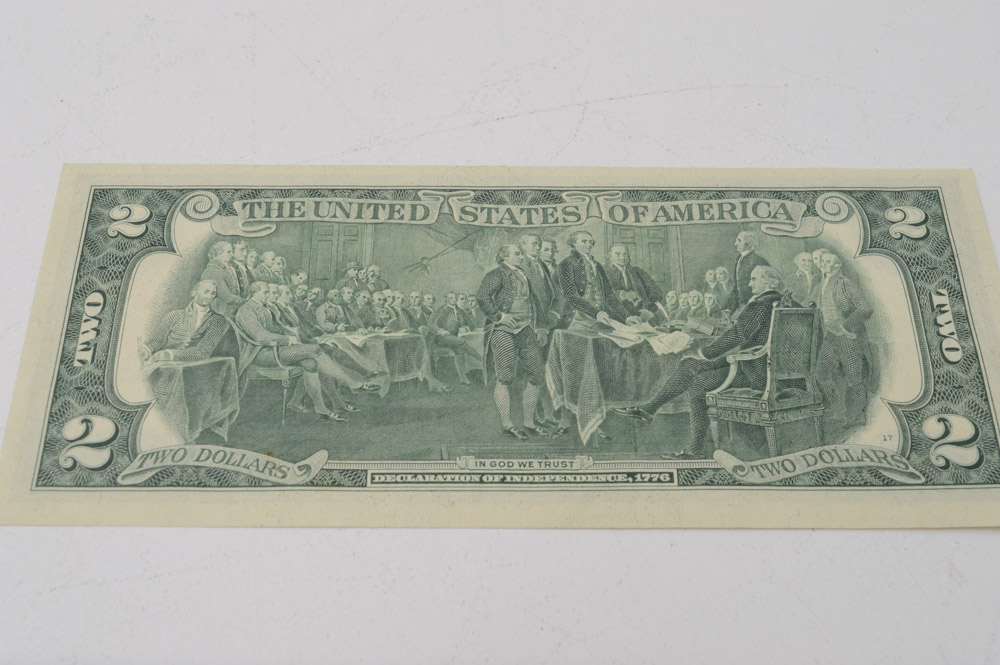 2 THE UNITED STATES OF AMERICA 2
TWO TWO
17
2 TWO DOLLARS IN GOD WE TRUST TWO DOLLARS 2
DECLARATION OF INDEPENDENCE, 1776